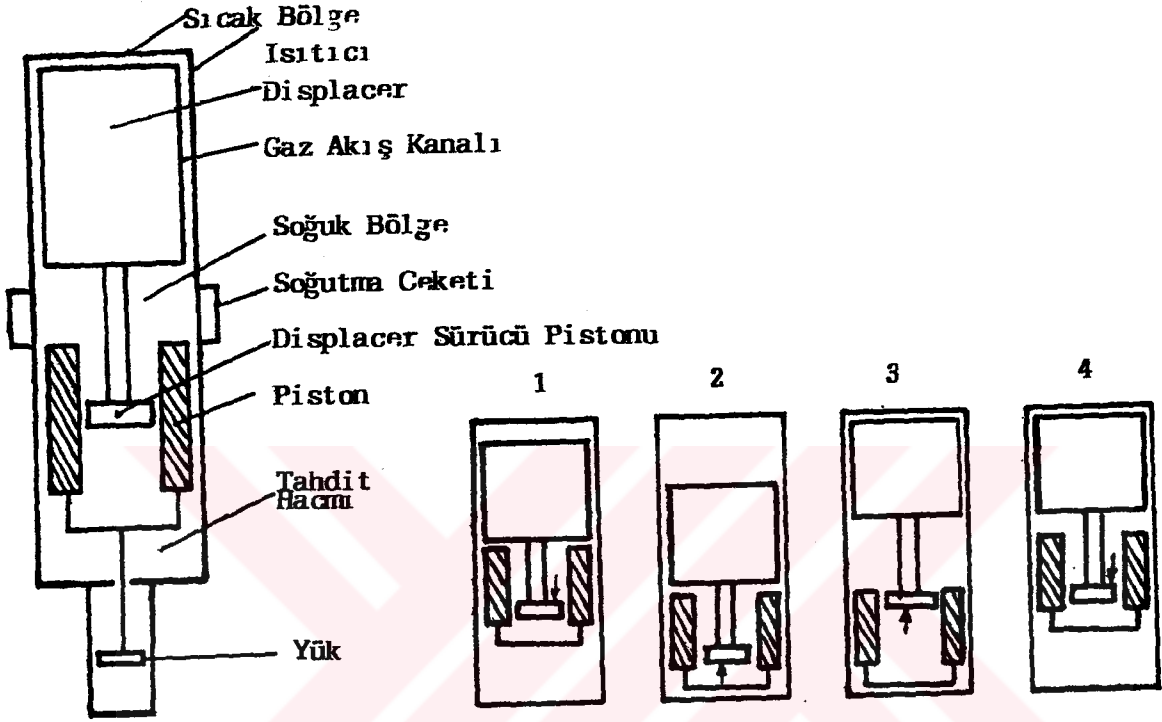 Sıcak Bölge
Isıtıcı
Displacer
Gaz Akış Kanalı
Soğuk Bölge
Soğutma Ceketi
Displacer Sürücü Pistonu
Piston
Tahdit
Hacmı
Yük
1 2 3 4